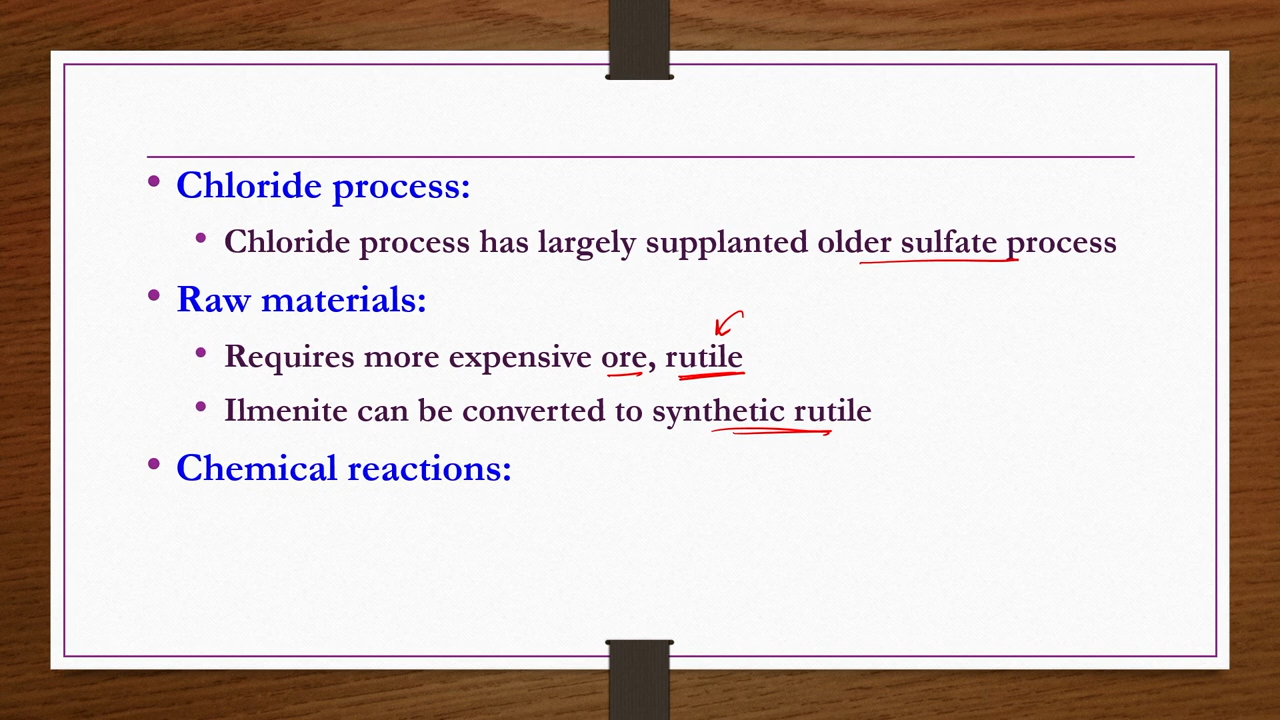 Chloride process:
Chloride process has largely supplanted older sulfate process
Raw materials:
Requires more expensive ore, rutile
Ilmenite can be converted to synthetic rutile
Chemical reactions: